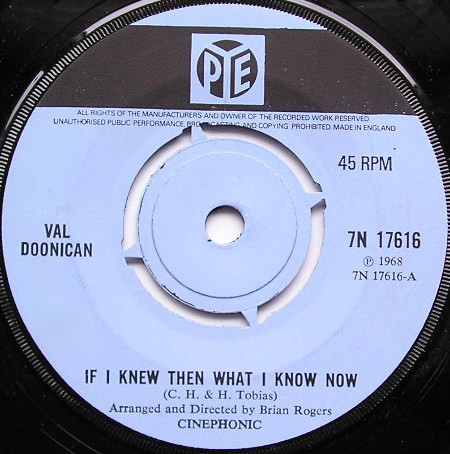 PYE
ALL RIGHTS OF THE MANUFACTURERS AND OWNER OF THE RECORDED WORK RESERVED.
UNAUTHORISED PUBLIC PERFORMANCE, BROADCASTING AND COPYING PROHIBITED. MADE IN ENGLAND
45 RPM
VAL
DOONICAN
7N 17616
℗ 1968
7N 17616-A
IF I KNEW THEN WHAT I KNOW NOW
(C. H. & H. Tobias)
Arranged and Directed by Brian Rogers
CINEPHONIC